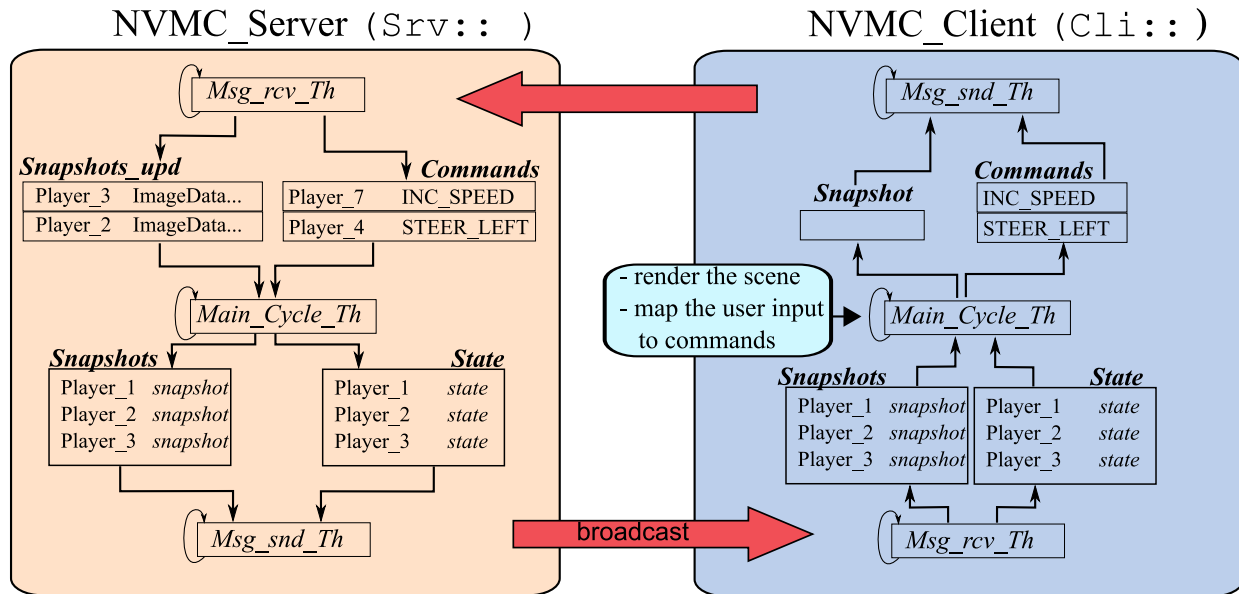 NVMC_Server (Srv:: )
Msg_rcv_Th
Snapshots_upd
Player_3 ImageData...
Player_2 ImageData...
Commands
Player_7 INC_SPEED
Player_4 STEER_LEFT
Main_Cycle_Th
Snapshots
Player_1 snapshot
Player_2 snapshot
Player_3 snapshot
State
Player_1 state
Player_2 state
Player_3 state
Msg_snd_Th
broadcast
NVMC_Client (Cli:: )
Msg_snd_Th
Snapshot
Commands
INC_SPEED
STEER_LEFT
- render the scene
- map the user input
to commands
Main_Cycle_Th
Snapshots
Player_1 snapshot
Player_2 snapshot
Player_3 snapshot
State
Player_1 state
Player_2 state
Player_3 state
Msg_rcv_Th